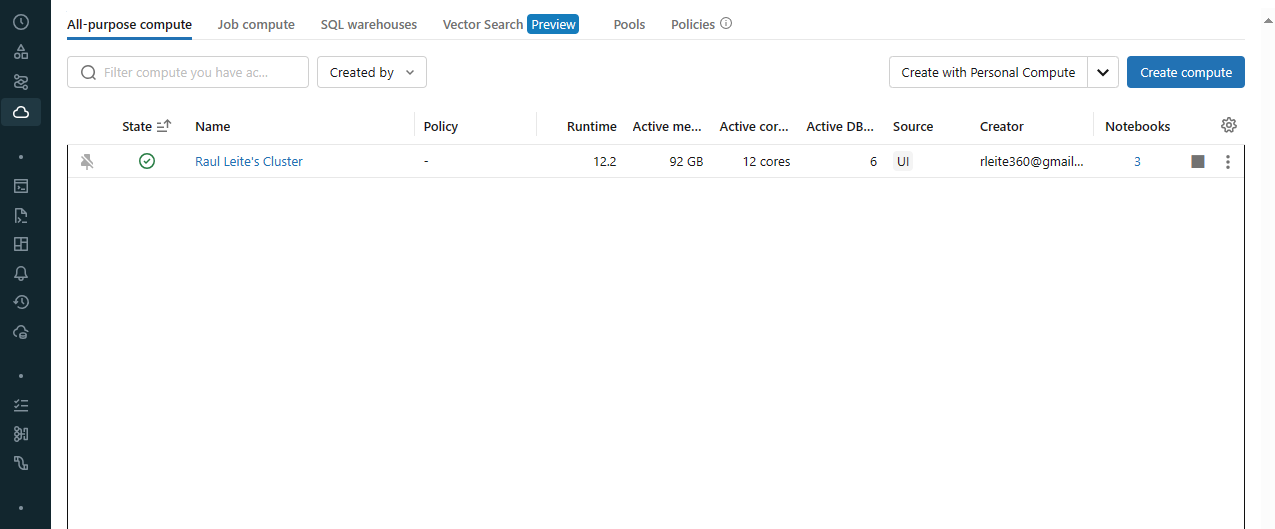 All-purpose compute Job compute SQL warehouses Vector Search Preview Pools Policies
Filter compute you have ac... Created by Create with Personal Compute Create compute
State Name Policy Runtime Active me... Active cor... Active DB... Source Creator Notebooks
Raul Leite's Cluster - 12.2 92 GB 12 cores 6 UI rleite360@gmail... 3